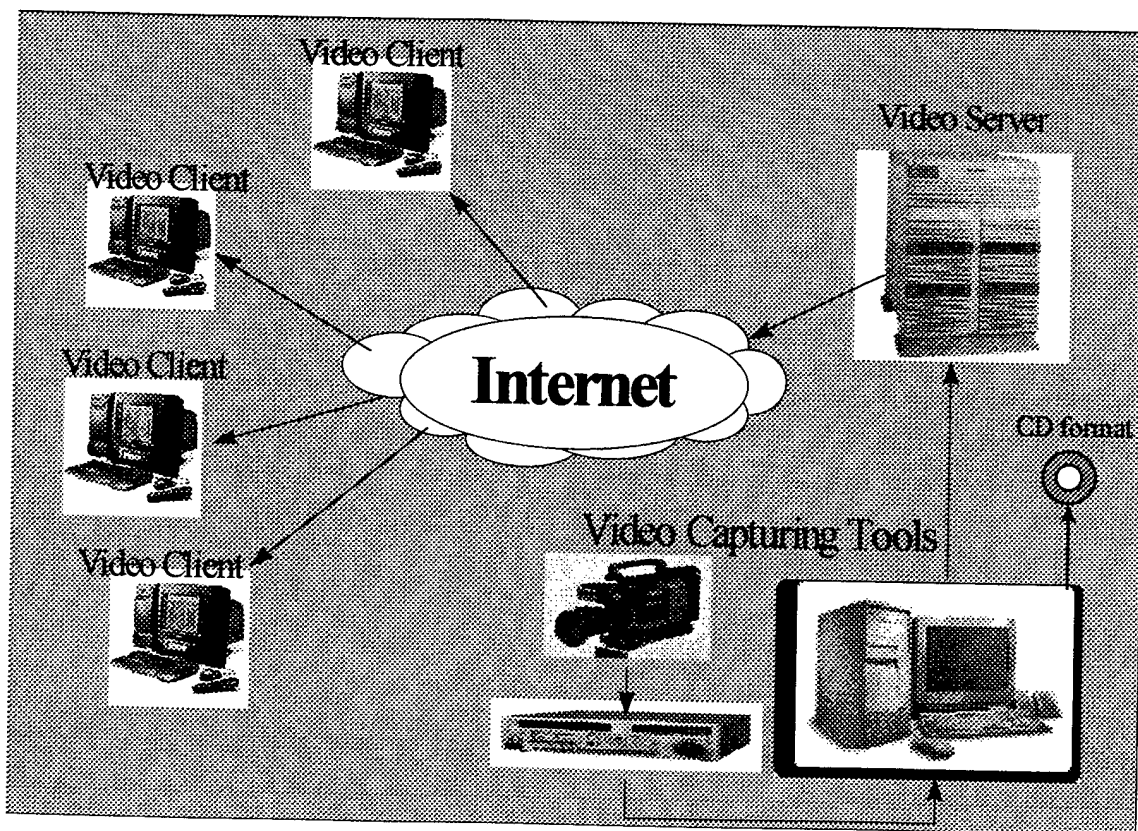 Video Client
Video Server
Video Client
Internet
Video Client
CD format
Video Capturing Tools
Video Client